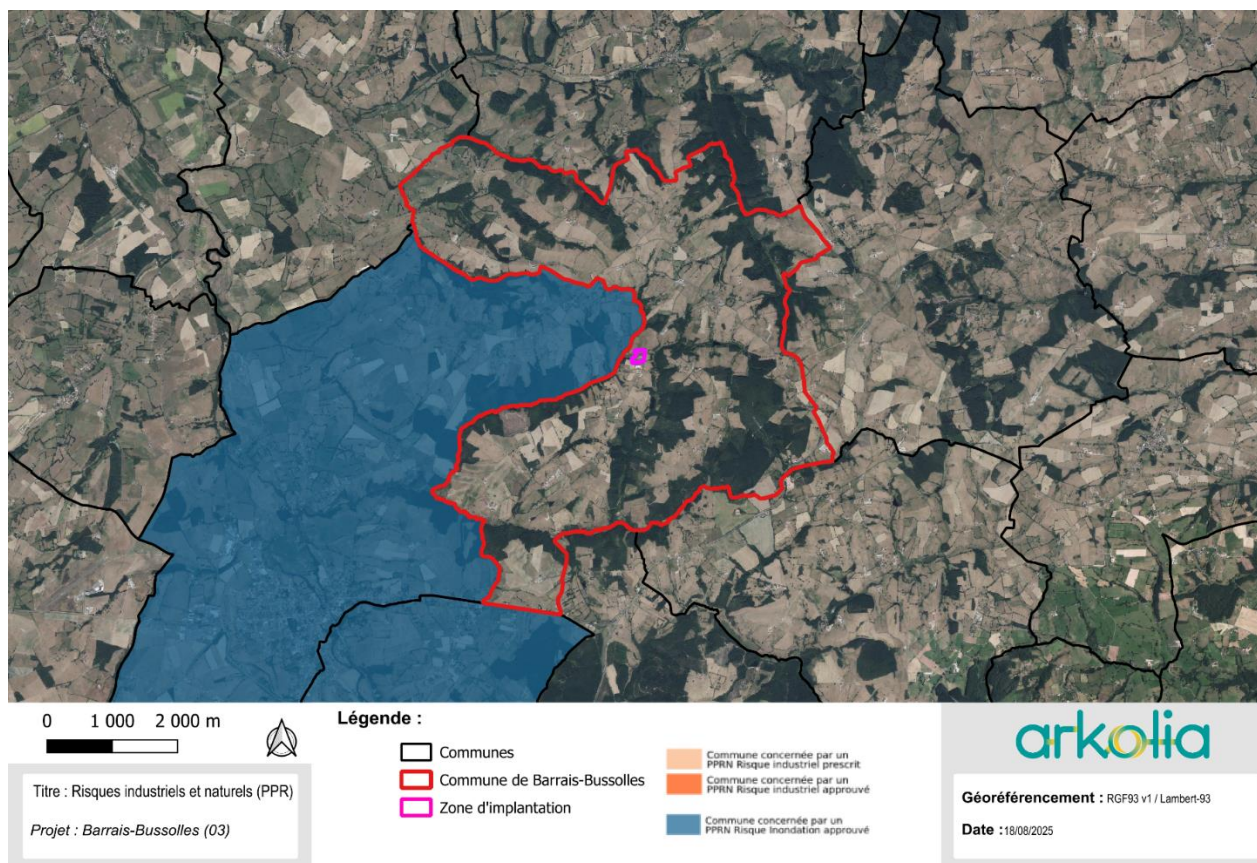 0 1 000 2 000 m
Titre : Risques industriels et naturels (PPR)
Projet : Barrais-Bussolles (03)
Légende :
Communes
Commune de Barrais-Bussolles
Zone d'implantation
Commune concernée par un
PPRN Risque industriel prescrit
Commune concernée par un
PPRN Risque industriel approuvé
Commune concernée par un
PPRN Risque Inondation approuvé
arkolia
Géoréférencement : RGF93 v1 / Lambert-93
Date :18/08/2025